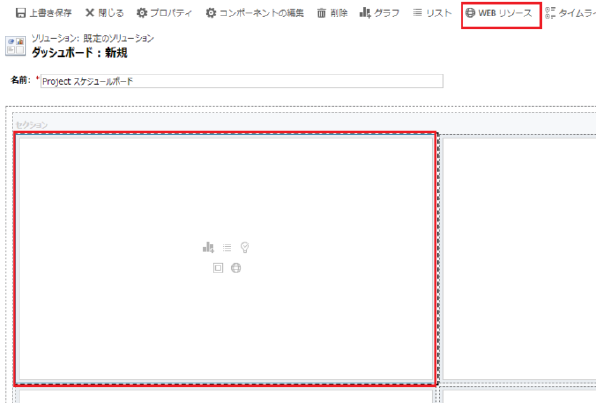 上書き保存 閉じる プロパティ コンポーネントの編集 削除 グラフ リスト WEB リソース タイムラ
ソリューション: 既定のソリューション
ダッシュボード : 新規
名前: * Project スケジュールボード
セクション